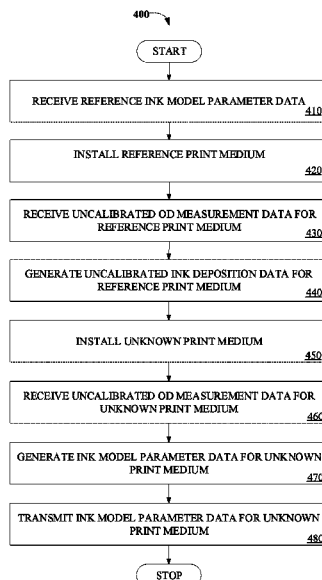 400
START
RECEIVE REFERENCE INK MODEL PARAMETER DATA
410
INSTALL REFERENCE PRINT MEDIUM
420
RECEIVE UNCALIBRATED OD MEASUREMENT DATA FOR
REFERENCE PRINT MEDIUM
430
GENERATE UNCALIBRATED INK DEPOSITION DATA FOR
REFERENCE PRINT MEDIUM
440
INSTALL UNKNOWN PRINT MEDIUM
450
RECEIVE UNCALIBRATED OD MEASUREMENT DATA FOR
UNKNOWN PRINT MEDIUM
460
GENERATE INK MODEL PARAMETER DATA FOR UNKNOWN
PRINT MEDIUM
470
TRANSMIT INK MODEL PARAMETER DATA FOR UNKNOWN
PRINT MEDIUM
480
STOP